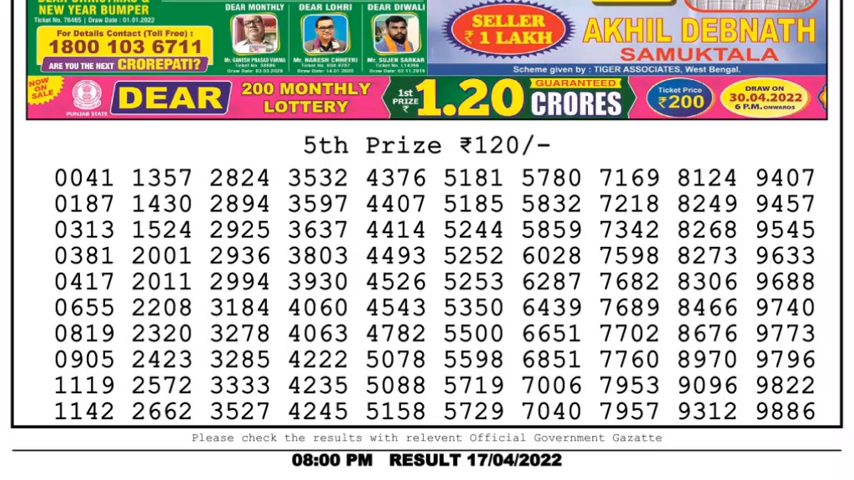 DEAR CHRISTMAS &
NEW YEAR BUMPER
Ticket No. 76465 | Draw Date : 01.01.2022
For Details Contact (Toll Free) :
1800 103 6711
ARE YOU THE NEXT CROREPATI?
DEAR MONTHLY
DEAR LOHRI
DEAR DIWALI
Mr. NARESH CHHETRI
Mr. SUJEN SARKAR
SELLER
₹ 1 LAKH
AKHIL DEBNATH
SAMUKTALA
Scheme given by : TIGER ASSOCIATES, West Bengal.
NOW
ON
SALE
PUNJAB STATE
DEAR
200 MONTHLY
LOTTERY
1st
PRIZE
₹
1.20
GUARANTEED
CRORES
Ticket Price
₹200
DRAW ON
30.04.2022
6 P.M. ONWARDS
5th Prize ₹120/-
0041 1357 2824 3532 4376 5181 5780 7169 8124 9407
0187 1430 2894 3597 4407 5185 5832 7218 8249 9457
0313 1524 2925 3637 4414 5244 5859 7342 8268 9545
0381 2001 2936 3803 4493 5252 6028 7598 8273 9633
0417 2011 2994 3930 4526 5253 6287 7682 8306 9688
0655 2208 3184 4060 4543 5350 6439 7689 8466 9740
0819 2320 3278 4063 4782 5500 6651 7702 8676 9773
0905 2423 3285 4222 5078 5598 6851 7760 8970 9796
1119 2572 3333 4235 5088 5719 7006 7953 9096 9822
1142 2662 3527 4245 5158 5729 7040 7957 9312 9886
Please check the results with relevent Official Government Gazatte
08:00 PM RESULT 17/04/2022